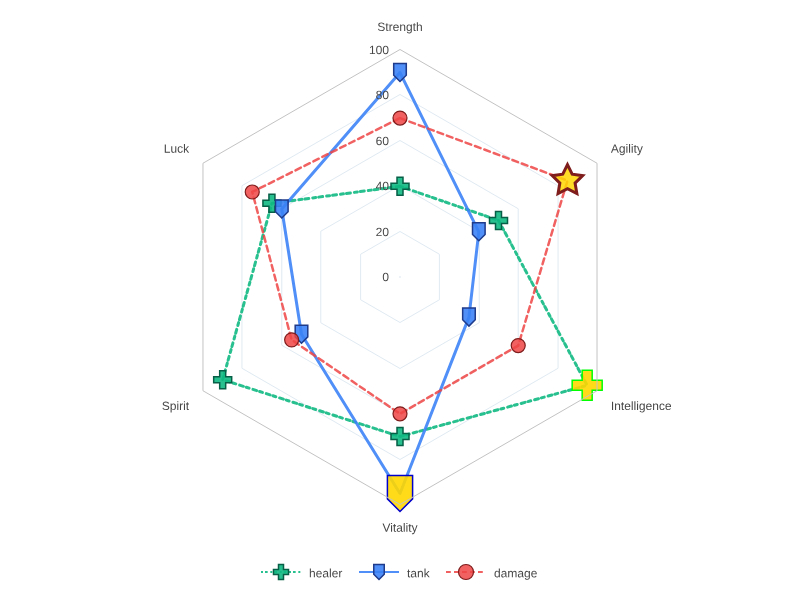 Strength
100
80
60
40
20
0
Luck
Agility
Spirit
Intelligence
Vitality
healer tank damage